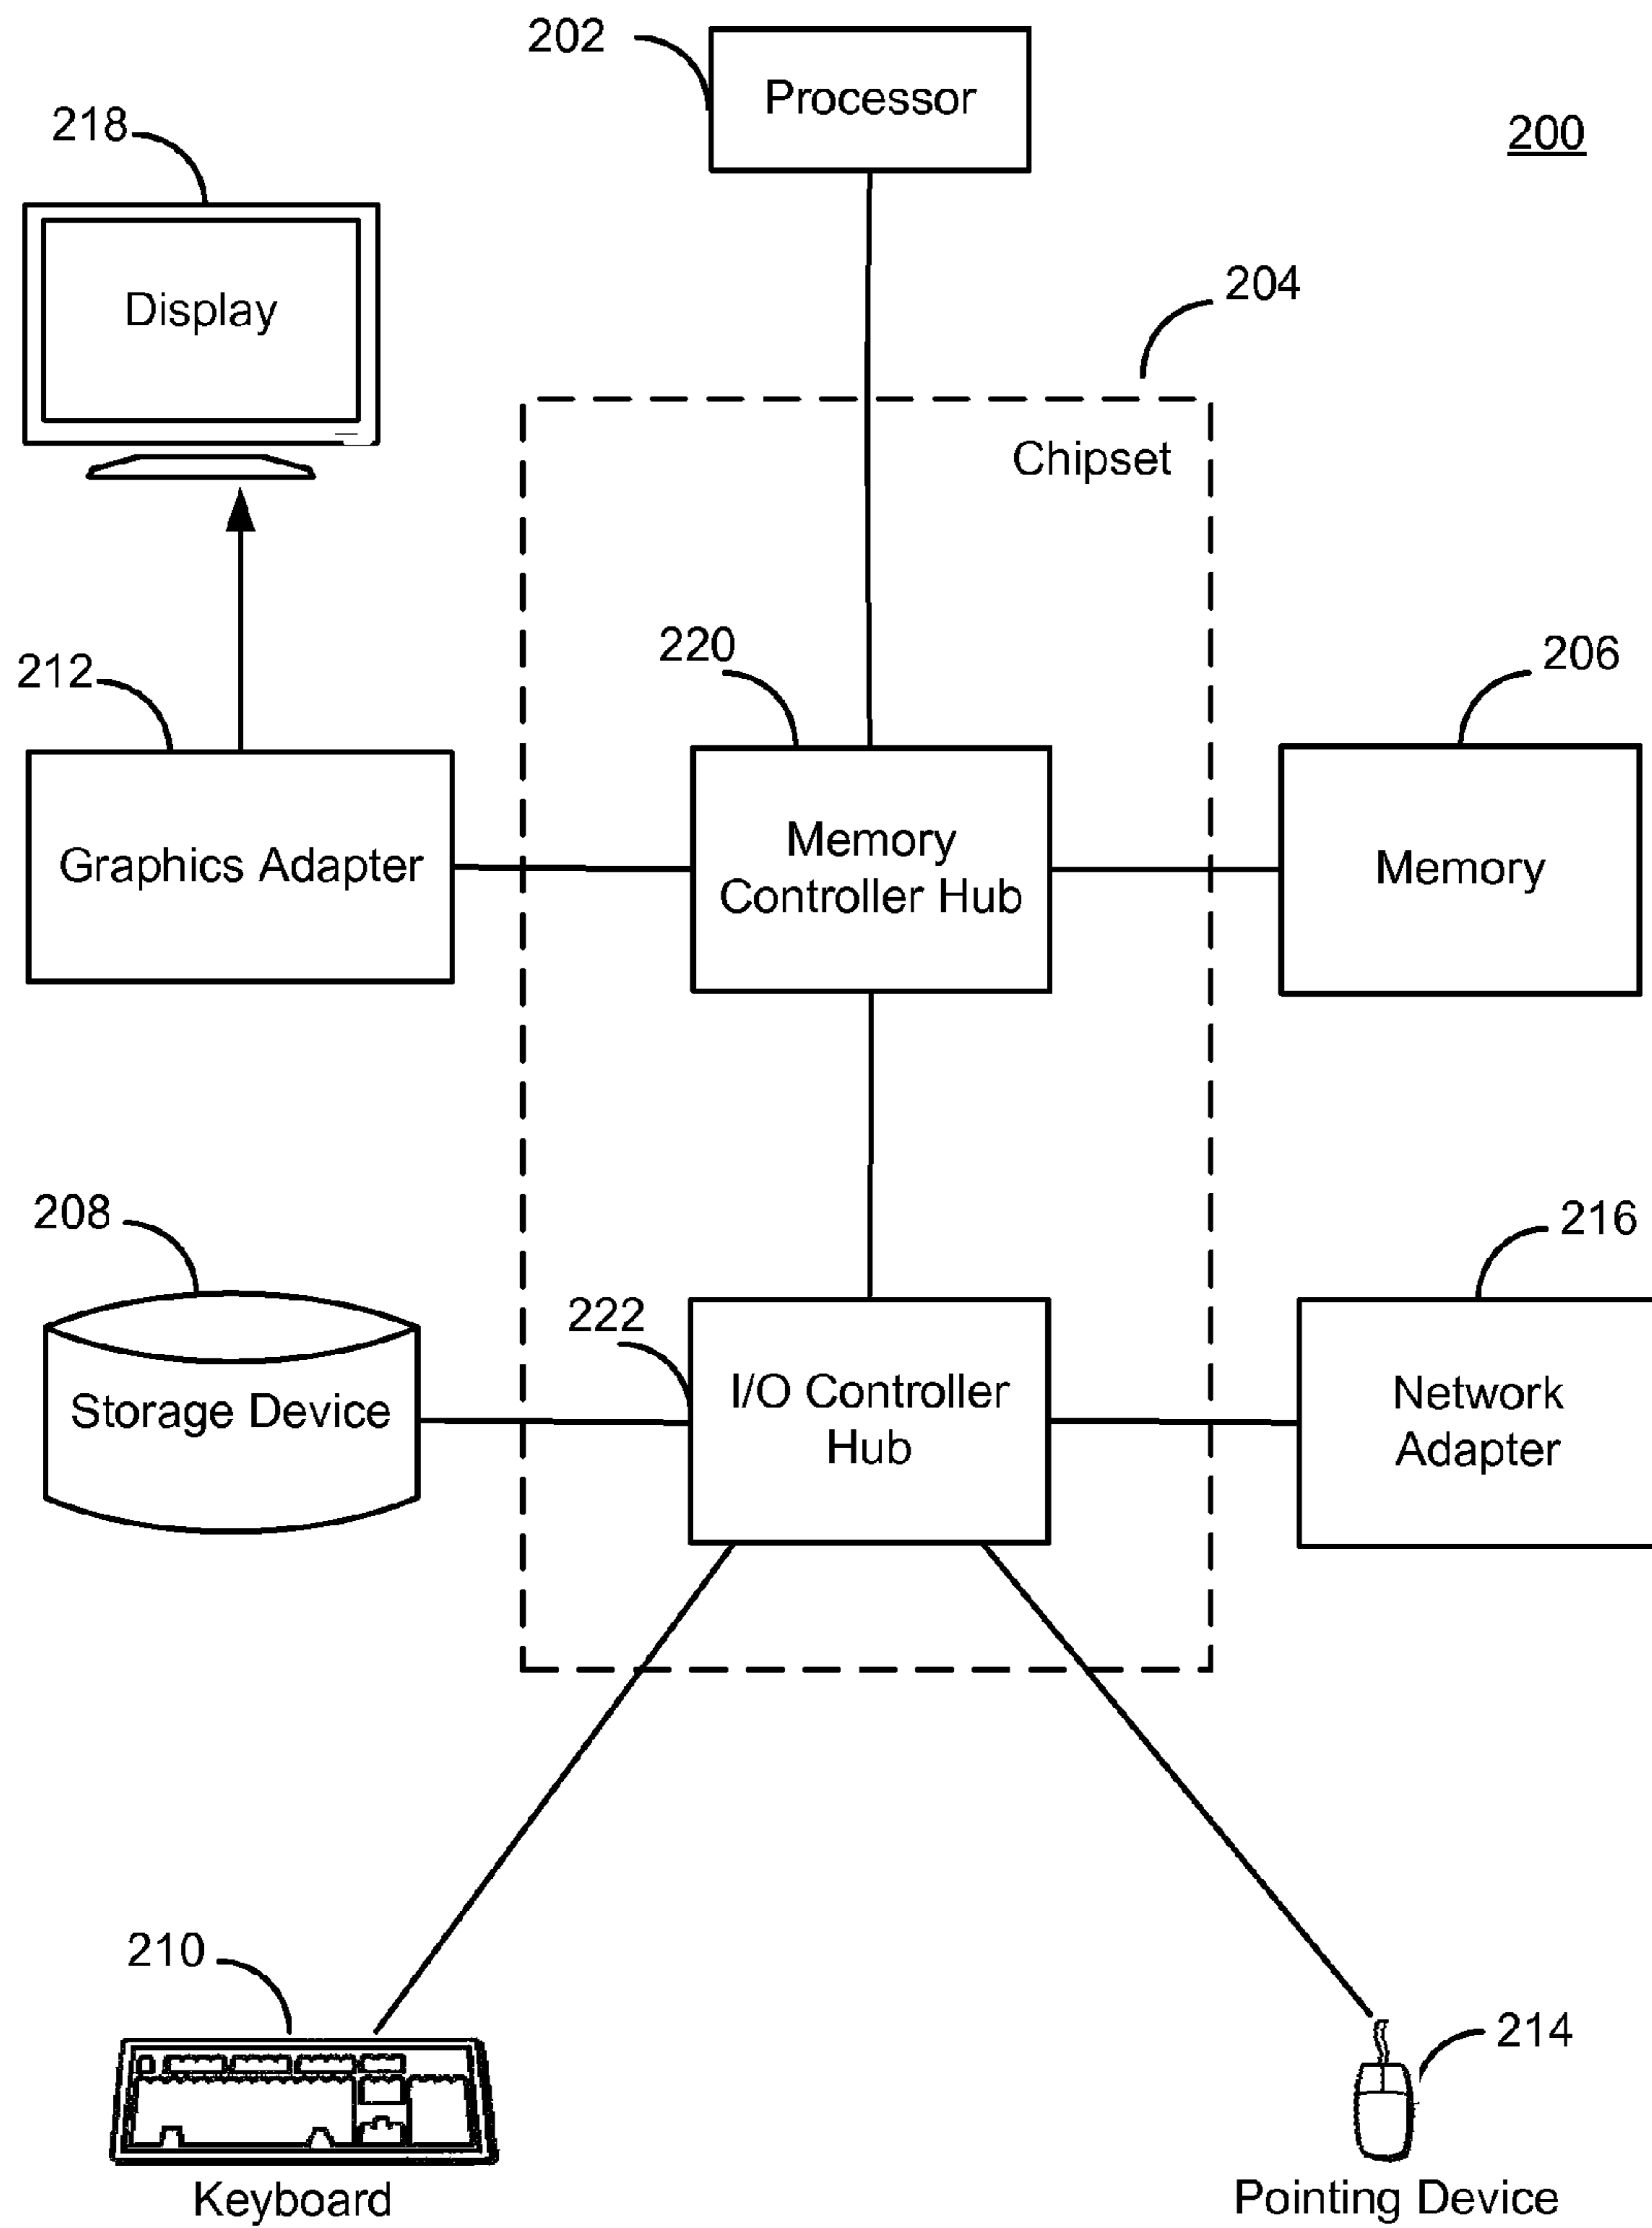 202
Processor
200
218
Display
204
Chipset
220
206
212
Graphics Adapter
Memory
Controller Hub
Memory
208
Storage Device
222
I/O Controller
Hub
216
Network
Adapter
210
Keyboard
214
Pointing Device